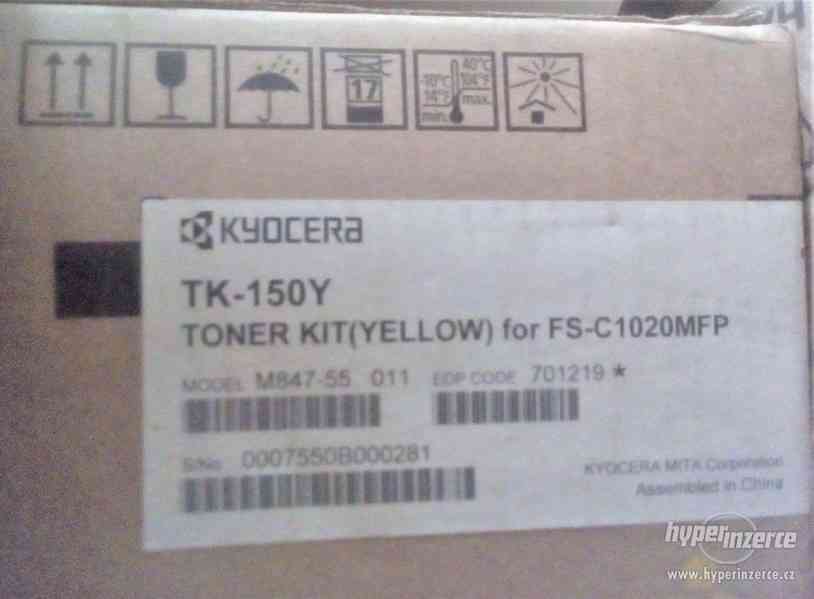 17
-10°C 40°C
14°F 104°F
min. max.
KYOCERA
TK-150Y
TONER KIT(YELLOW) for FS-C1020MFP
MODEL M847-55 011 EDP CODE 701219 *
S/No 0007550B000281
KYOCERA MITA Corporation
Assembled in China
hyperinzerce
www.hyperinzerce.cz